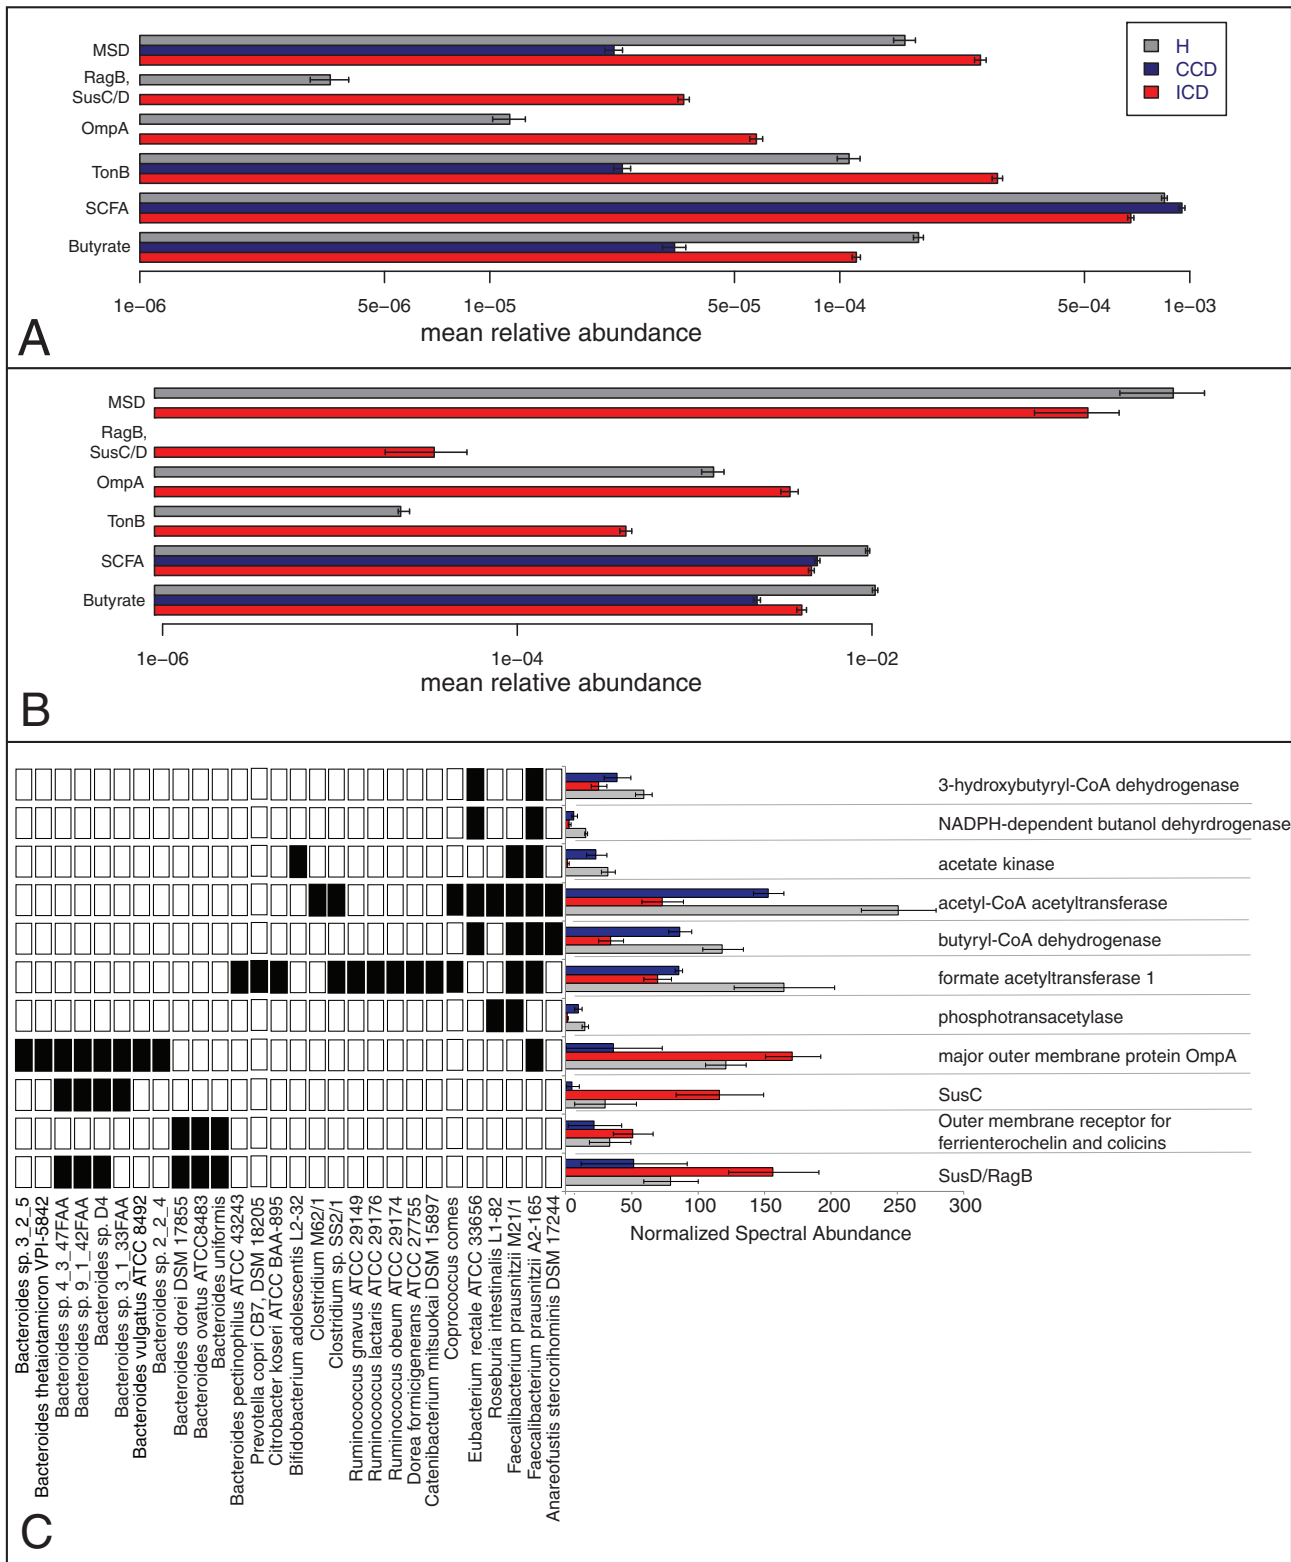 MSD
RagB,
SusC/D
OmpA
TonB
SCFA
Butyrate
H
CCD
ICD
1e−06
5e−06
1e−05
5e−05
1e−04
5e−04
1e−03
mean relative abundance
A
MSD
RagB,
SusC/D
OmpA
TonB
SCFA
Butyrate
1e−06
1e−04
1e−02
mean relative abundance
B
3-hydroxybutyryl-CoA dehydrogenase
NADPH-dependent butanol dehyrdrogenase
acetate kinase
acetyl-CoA acetyltransferase
butyryl-CoA dehydrogenase
formate acetyltransferase 1
phosphotransacetylase
major outer membrane protein OmpA
SusC
Outer membrane receptor for
ferrienterochelin and colicins
SusD/RagB
0
50
100
150
200
250
300
Normalized Spectral Abundance
Bacteroides sp. 3_2_5
Bacteroides thetaiotamicron VPI-5842
Bacteroides sp. 4_3_47FAA
Bacteroides sp. 9_1_42FAA
Bacteroides sp. D4
Bacteroides sp. 3_1_33FAA
Bacteroides vulgatus ATCC 8492
Bacteroides sp. 2_2_4
Bacteroides dorei DSM 17855
Bacteroides ovatus ATCC8483
Bacteroides uniformis
Bacteroides pectinophilus ATCC 43243
Prevotella copri CB7, DSM 18205
Citrobacter koseri ATCC BAA-895
Bifidobacterium adolescentis L2-32
Clostridium M62/1
Clostridium sp. SS2/1
Ruminococcus gnavus ATCC 29149
Ruminococcus lactaris ATCC 29176
Ruminococcus obeum ATCC 29174
Dorea formicigenerans ATCC 27755
Catenibacterium mitsuokai DSM 15897
Coprococcus comes
Eubacterium rectale ATCC 33656
Roseburia intestinalis L1-82
Faecalibacterium prausnitzii M21/1
Faecalibacterium prausnitzii A2-165
Anareofustis stercorihominis DSM 17244
C